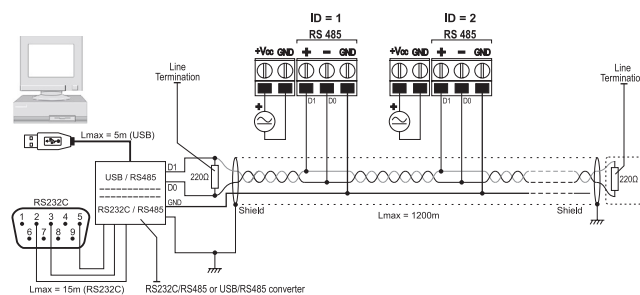 ID = 1
ID = 2
RS 485
RS 485
+Vcc GND + − GND
+Vcc GND + − GND
Line
Termination
Line
Terminatio
D1 D0
D1 D0
+
+
Lmax = 5m (USB)
USB / RS485
RS232C / RS485
D1
D0
GND
220Ω
220Ω
Shield
Shield
Lmax = 1200m
RS232C
1 2 3 4 5
6 7 8 9
Lmax = 15m (RS232C)
RS232C/RS485 or USB/RS485 converter